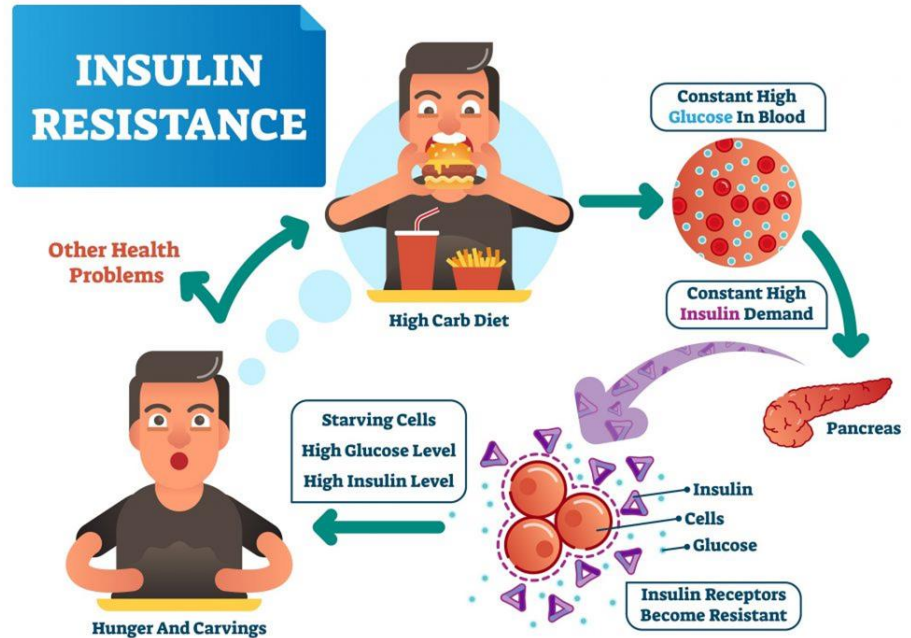 INSULIN
RESISTANCE
Constant High
Glucose In Blood
Other Health
Problems
High Carb Diet
Constant High
Insulin Demand
Pancreas
Starving Cells
High Glucose Level
High Insulin Level
Insulin
Cells
Glucose
Insulin Receptors
Become Resistant
Hunger And Carvings